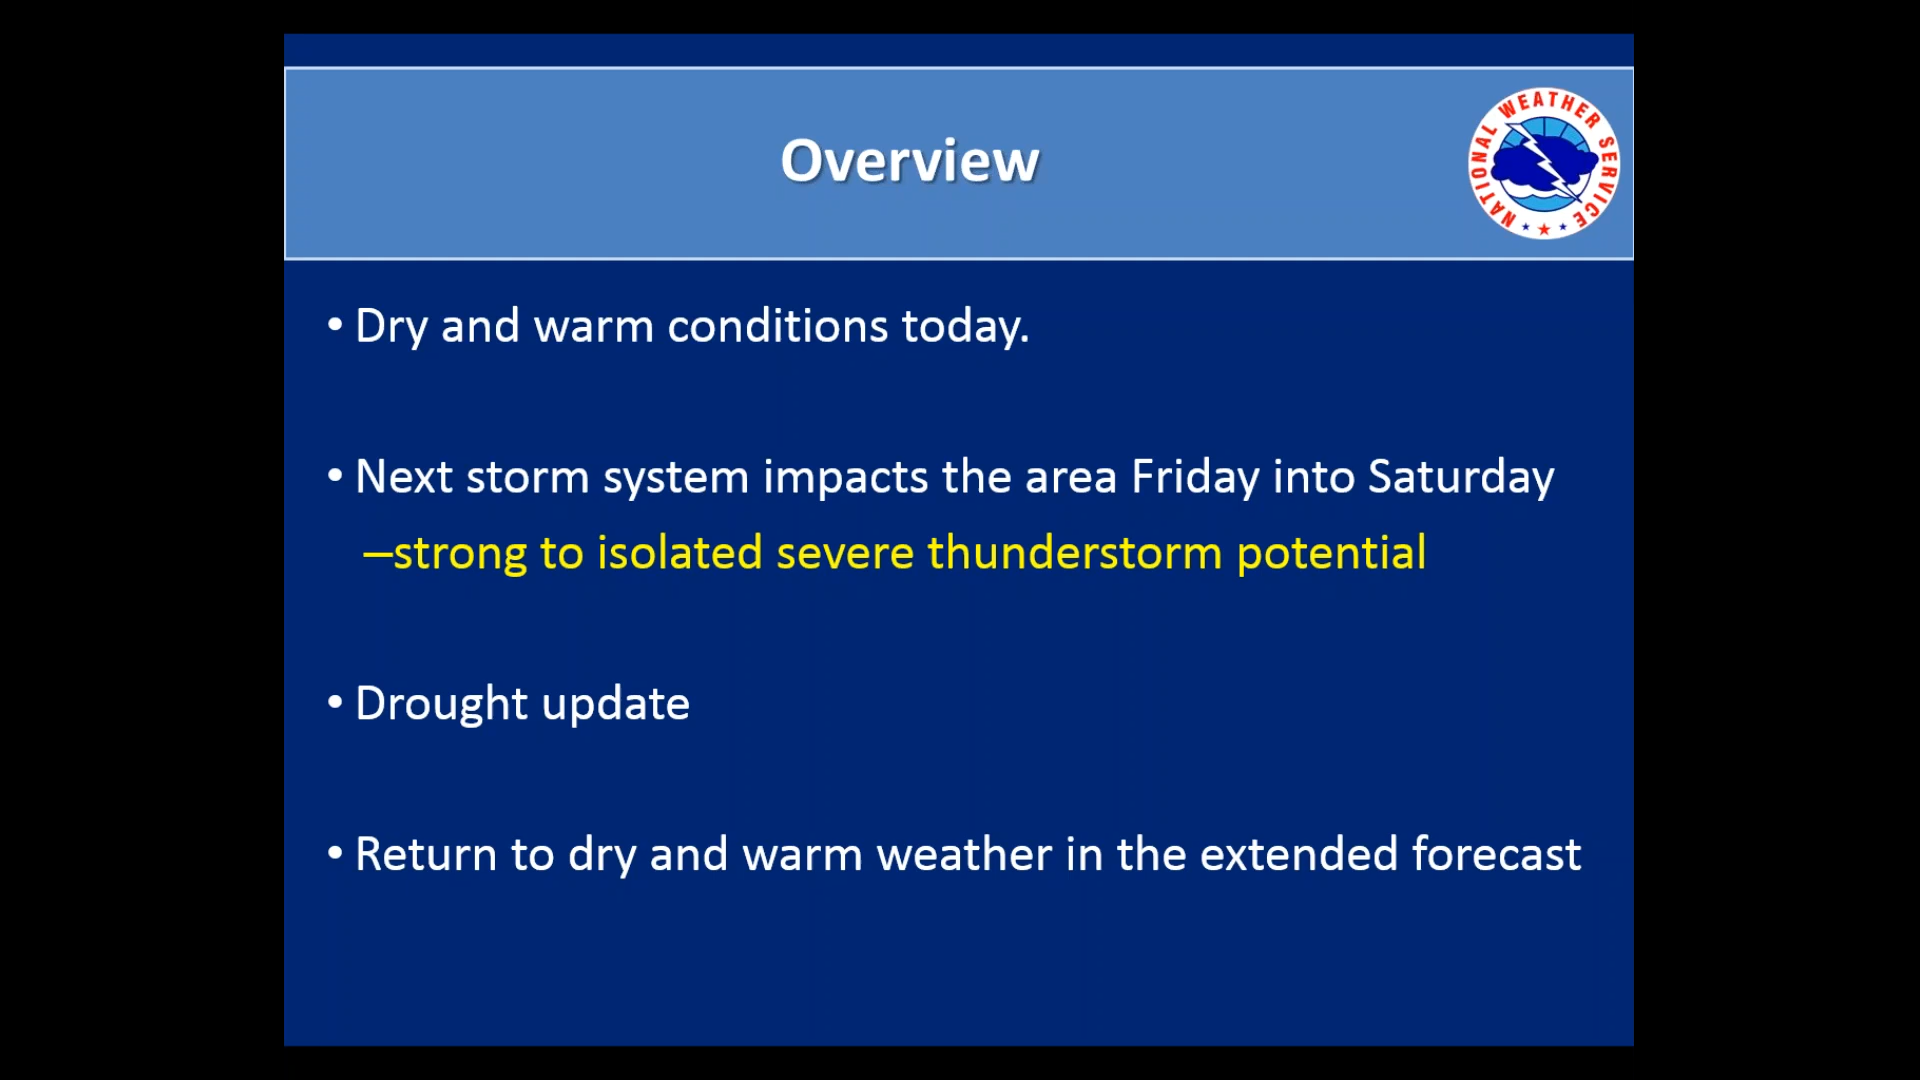 Overview
NATIONAL WEATHER SERVICE
• Dry and warm conditions today.
• Next storm system impacts the area Friday into Saturday
–strong to isolated severe thunderstorm potential
• Drought update
• Return to dry and warm weather in the extended forecast